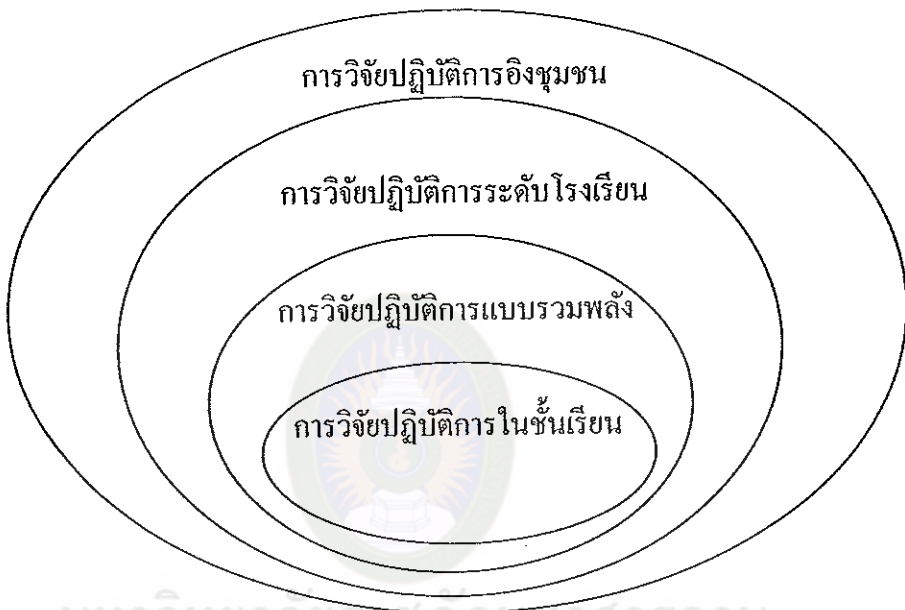 การวิจัยปฏิบัติการอิงชุมชน
การวิจัยปฏิบัติการระดับโรงเรียน
การวิจัยปฏิบัติการแบบรวมพลัง
การวิจัยปฏิบัติการในชั้นเรียน